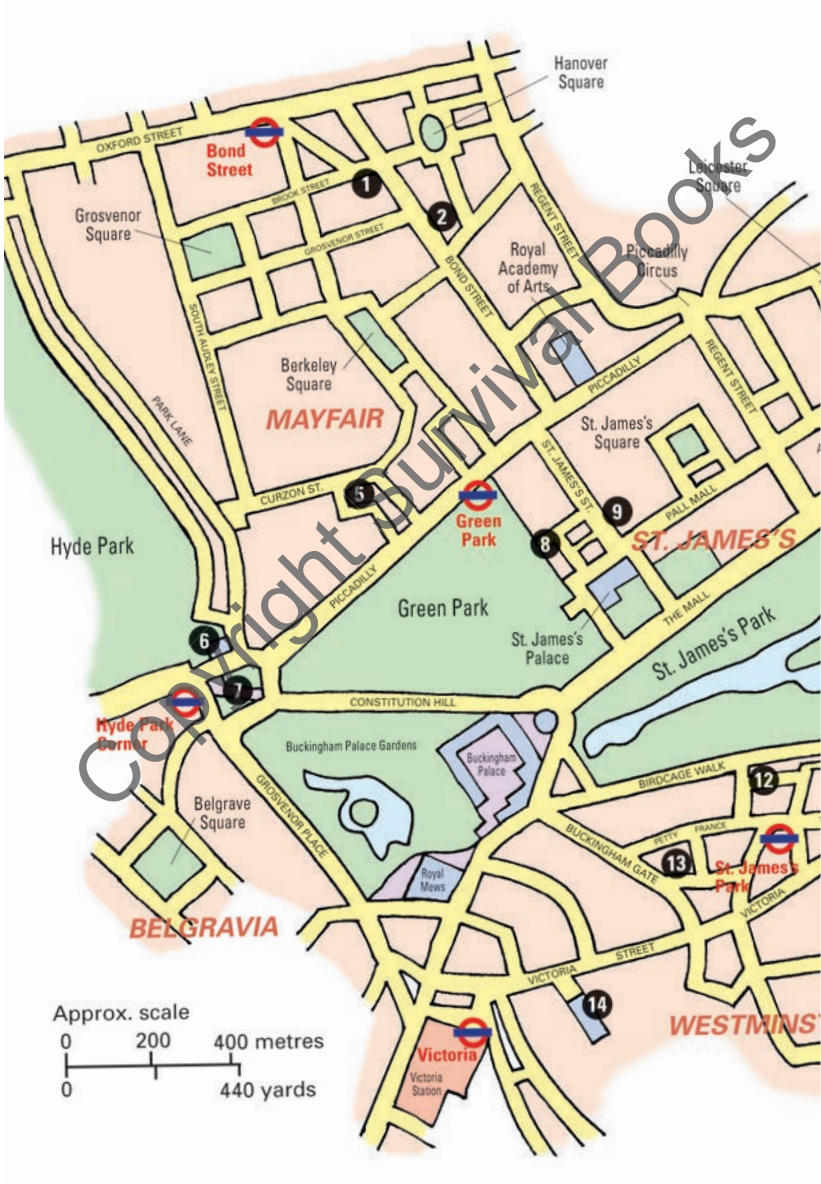 Hanover
Square
OXFORD STREET
Bond
Street
1
BROOK STREET
Leicester
Square
Grosvenor
Square
2
REGENT STREET
GROSVENOR STREET
Royal
Academy
of Arts
Piccadilly
Circus
BOND STREET
SOUTH AUDLEY STREET
Berkeley
Square
PICCADILLY
REGENT STREET
PARK LANE
MAYFAIR
St. James's
Square
ST. JAMES'S ST.
CURZON ST.
5
Green
Park
9
PALL MALL
Hyde Park
8
ST. JAMES'S
PICCADILLY
Green Park
THE MALL
St. James's
Palace
St. James's Park
6
7
CONSTITUTION HILL
Hyde Park
Corner
Buckingham Palace Gardens
Buckingham
Palace
BIRDCAGE WALK
12
GROSVENOR PLACE
Belgrave
Square
BUCKINGHAM GATE
PETTY FRANCE
13
St. James's
Park
Royal
Mews
VICTORIA
BELGRAVIA
VICTORIA STREET
14
WESTMINST
Approx. scale
0 200 400 metres
0 440 yards
Victoria
Victoria
Station
Copyright Survival Books